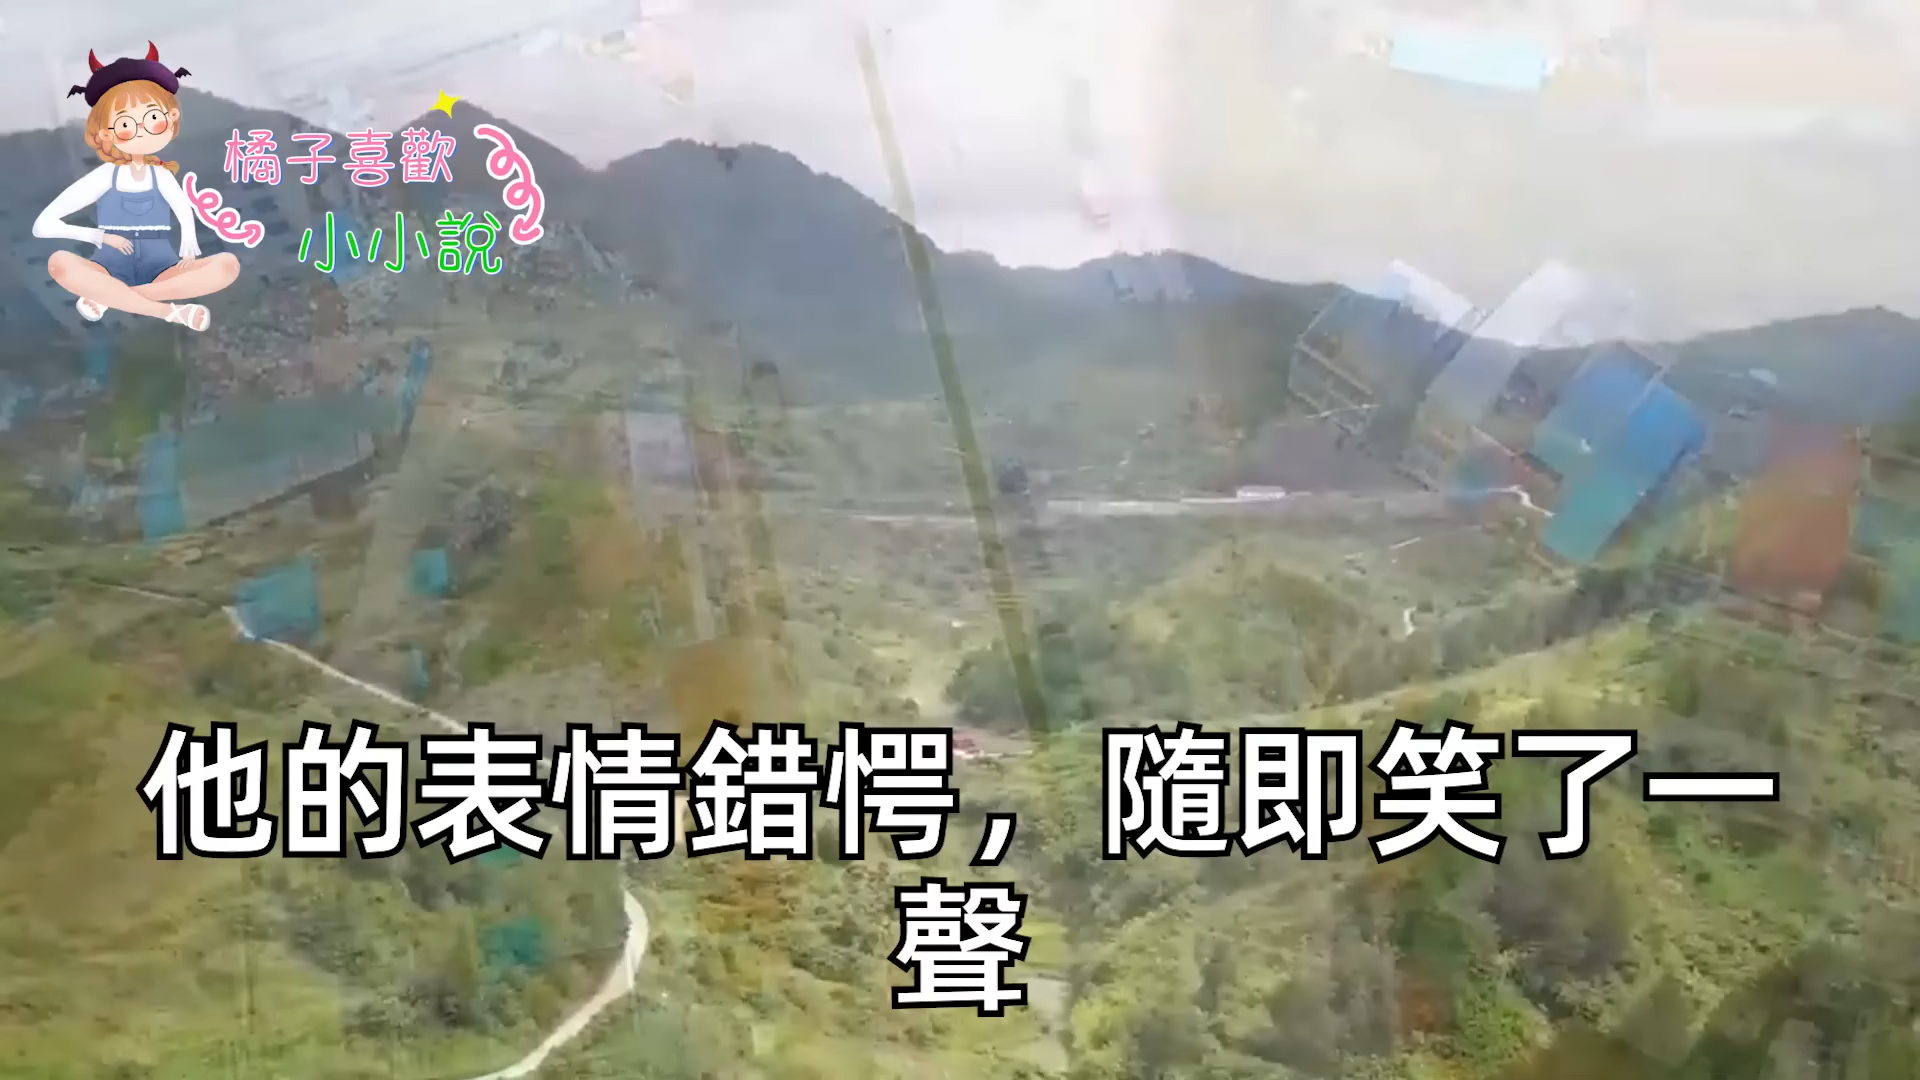 橘子喜歡
小小說
他的表情錯愕，隨即笑了一
聲